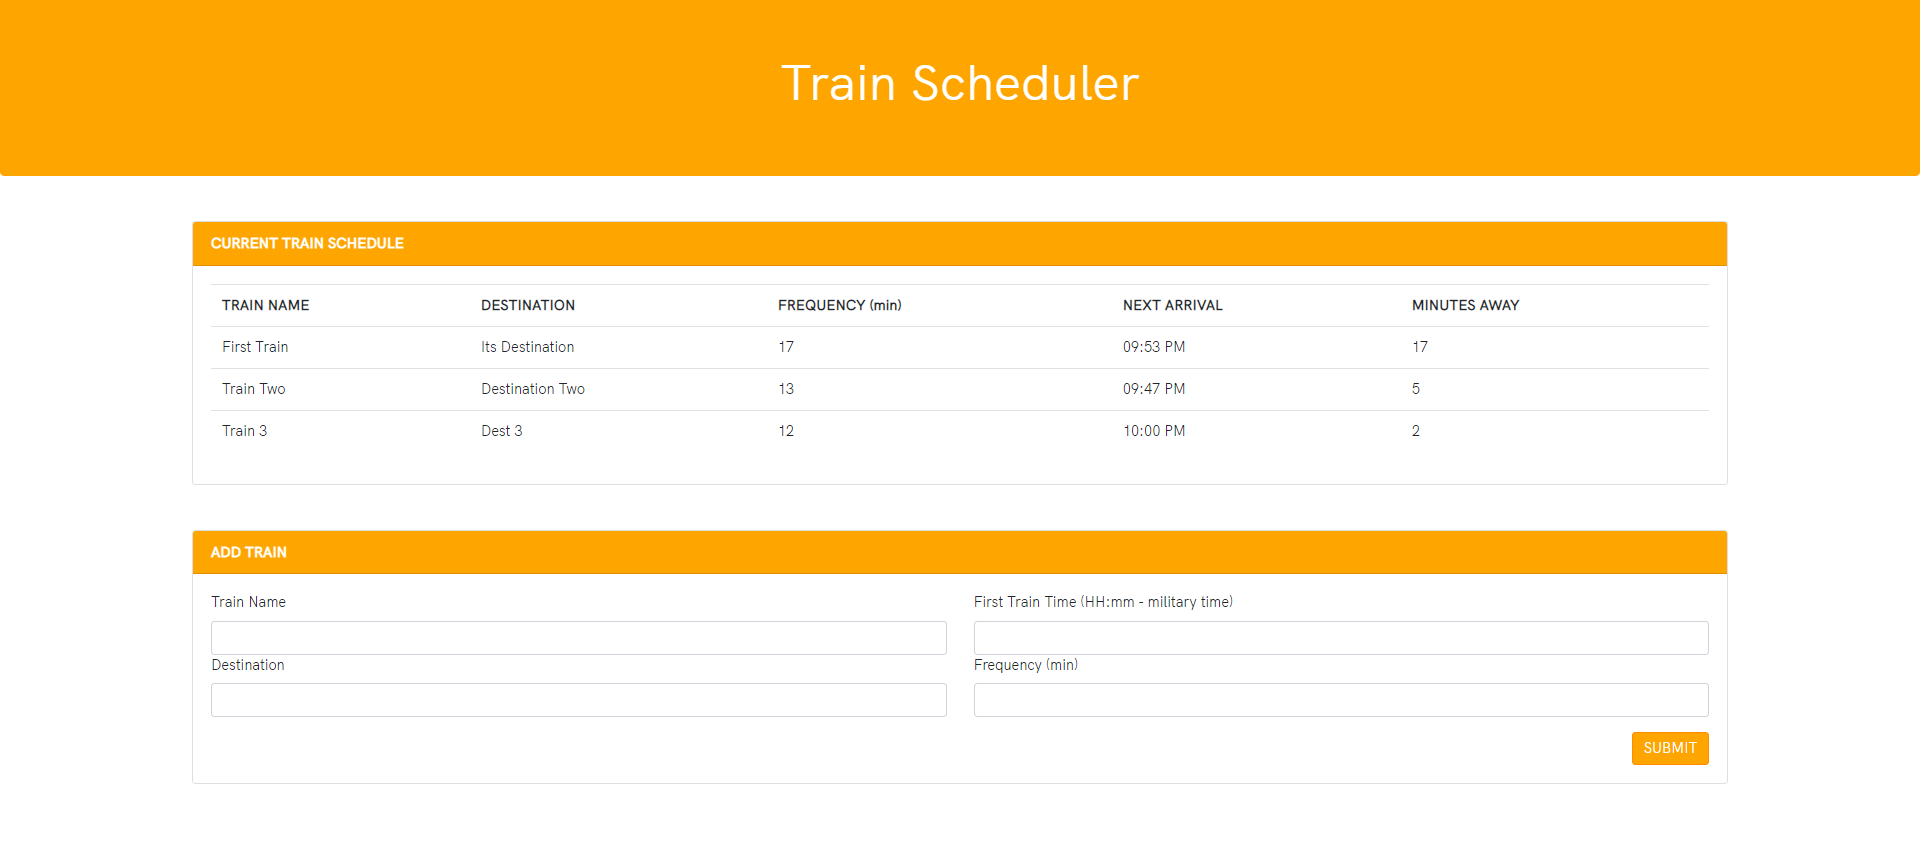 Train Scheduler
CURRENT TRAIN SCHEDULE
TRAIN NAME DESTINATION FREQUENCY (min) NEXT ARRIVAL MINUTES AWAY
First Train Its Destination 17 09:53 PM 17
Train Two Destination Two 13 09:47 PM 5
Train 3 Dest 3 12 10:00 PM 2
ADD TRAIN
Train Name First Train Time (HH:mm - military time)
Destination Frequency (min)
SUBMIT